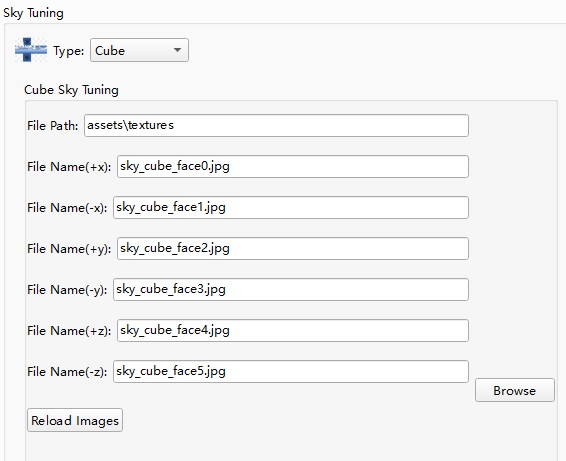 Sky Tuning
Type: Cube
Cube Sky Tuning
File Path: assets\textures
File Name(+x): sky_cube_face0.jpg
File Name(-x): sky_cube_face1.jpg
File Name(+y): sky_cube_face2.jpg
File Name(-y): sky_cube_face3.jpg
File Name(+z): sky_cube_face4.jpg
File Name(-z): sky_cube_face5.jpg
Browse
Reload Images